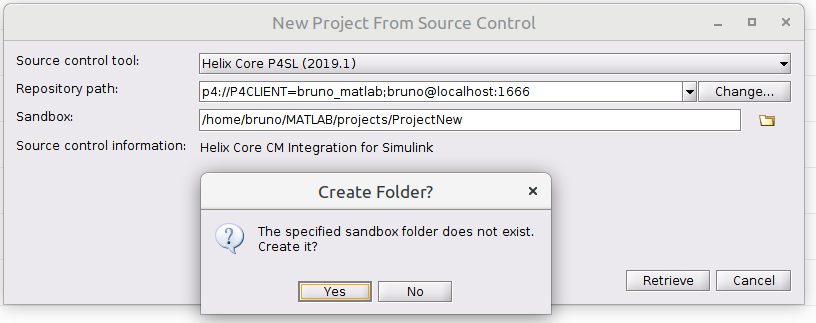 New Project From Source Control
Source control tool: Helix Core P4SL (2019.1)
Repository path: p4://P4CLIENT=bruno_matlab;bruno@localhost:1666 Change...
Sandbox: /home/bruno/MATLAB/projects/ProjectNew
Source control information: Helix Core CM Integration for Simulink
Create Folder?
The specified sandbox folder does not exist.
Create it?
Yes No
Retrieve Cancel